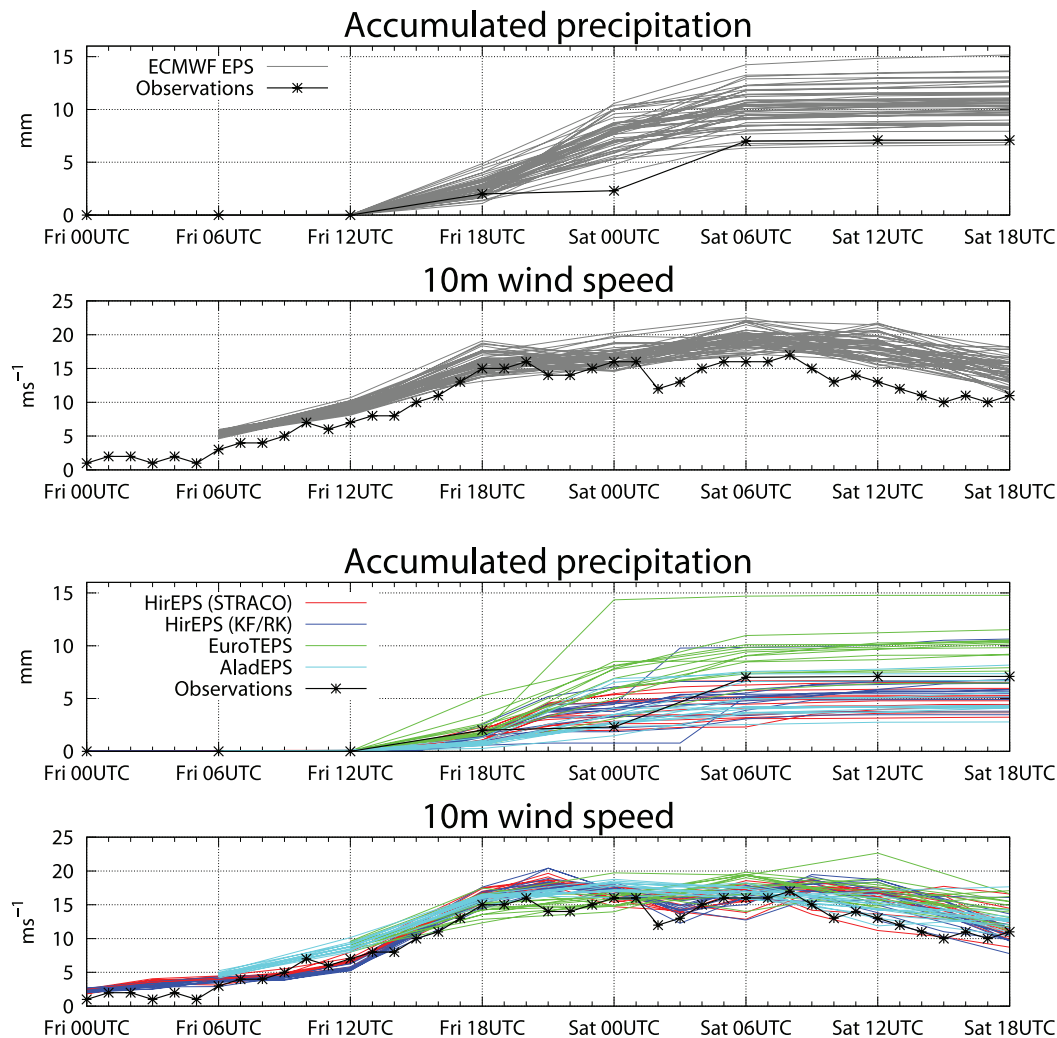 Accumulated precipitation
15
10
5
0
mm
ECMWF EPS
Observations
Fri 00UTC Fri 06UTC Fri 12UTC Fri 18UTC Sat 00UTC Sat 06UTC Sat 12UTC Sat 18UTC
10m wind speed
25
20
15
10
5
0
ms⁻¹
Fri 00UTC Fri 06UTC Fri 12UTC Fri 18UTC Sat 00UTC Sat 06UTC Sat 12UTC Sat 18UTC
Accumulated precipitation
15
10
5
0
mm
HirEPS (STRACO)
HirEPS (KF/RK)
EuroTEPS
AladEPS
Observations
Fri 00UTC Fri 06UTC Fri 12UTC Fri 18UTC Sat 00UTC Sat 06UTC Sat 12UTC Sat 18UTC
10m wind speed
25
20
15
10
5
0
ms⁻¹
Fri 00UTC Fri 06UTC Fri 12UTC Fri 18UTC Sat 00UTC Sat 06UTC Sat 12UTC Sat 18UTC